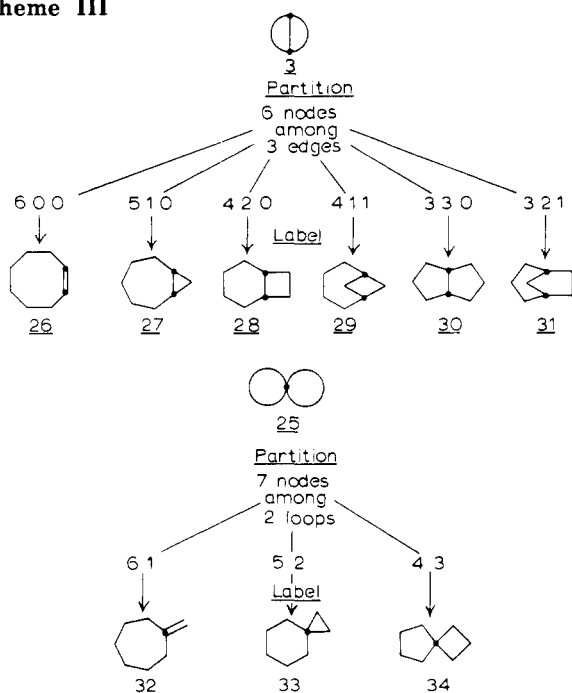 heme III
3
Partition
6 nodes
among
3 edges
6 0 0 5 1 0 4 2 0 4 1 1 3 3 0 3 2 1
Label
26 27 28 29 30 31
25
Partition
7 nodes
among
2 loops
6 1 5 2 4 3
Label
32 33 34